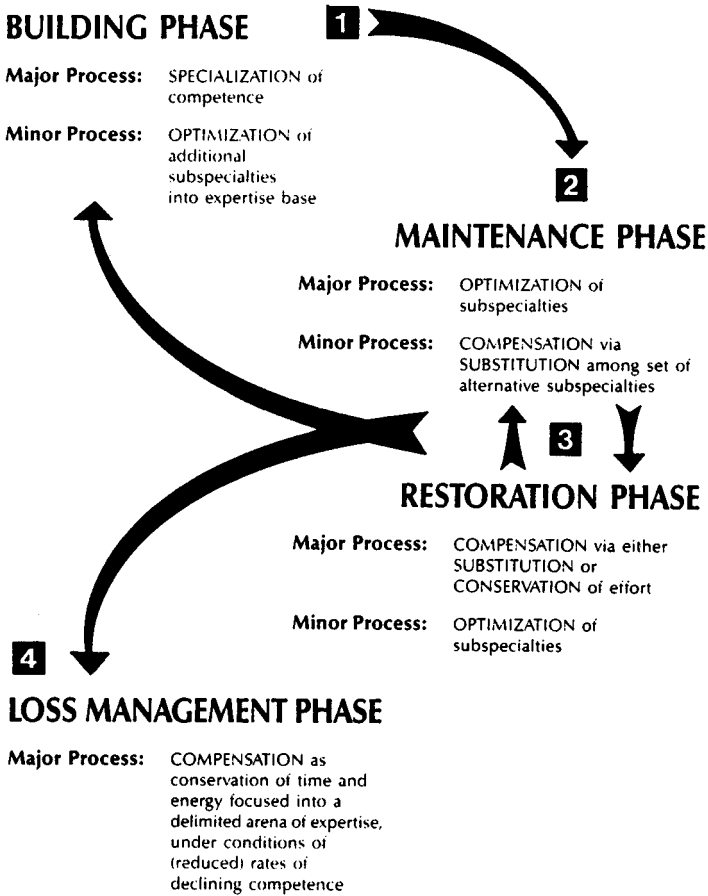 BUILDING PHASE
1
Major Process: SPECIALIZATION of
competence
Minor Process: OPTIMIZATION of
additional
subspecialties
into expertise base
2
MAINTENANCE PHASE
Major Process: OPTIMIZATION of
subspecialties
Minor Process: COMPENSATION via
SUBSTITUTION among set of
alternative subspecialties
3
RESTORATION PHASE
Major Process: COMPENSATION via either
SUBSTITUTION or
CONSERVATION of effort
Minor Process: OPTIMIZATION of
subspecialties
4
LOSS MANAGEMENT PHASE
Major Process: COMPENSATION as
conservation of time and
energy focused into a
delimited arena of expertise,
under conditions of
(reduced) rates of
declining competence